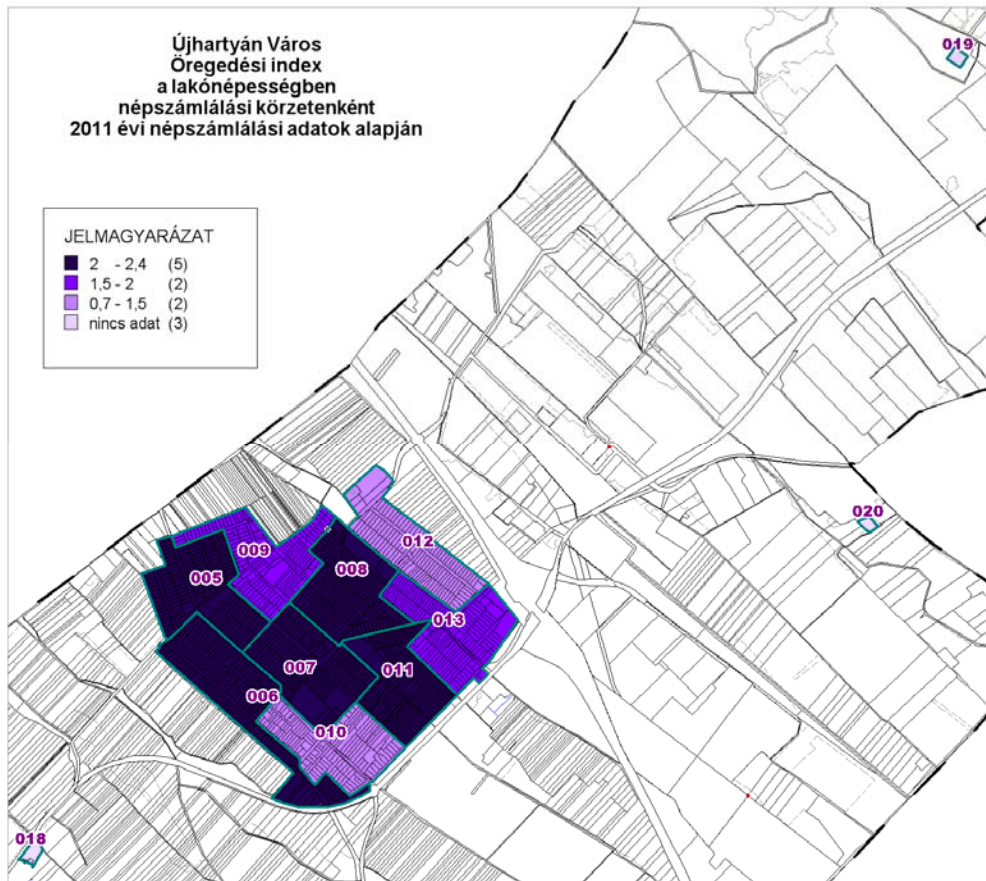 Újhartyán Város
Öregedési index
a lakónépességben
népszámlálási körzetenként
2011 évi népszámlálási adatok alapján
JELMAGYARÁZAT
2 - 2,4 (5)
1,5 - 2 (2)
0,7 - 1,5 (2)
nincs adat (3)
019
020
012
009
008
005
013
007
011
006
010
018